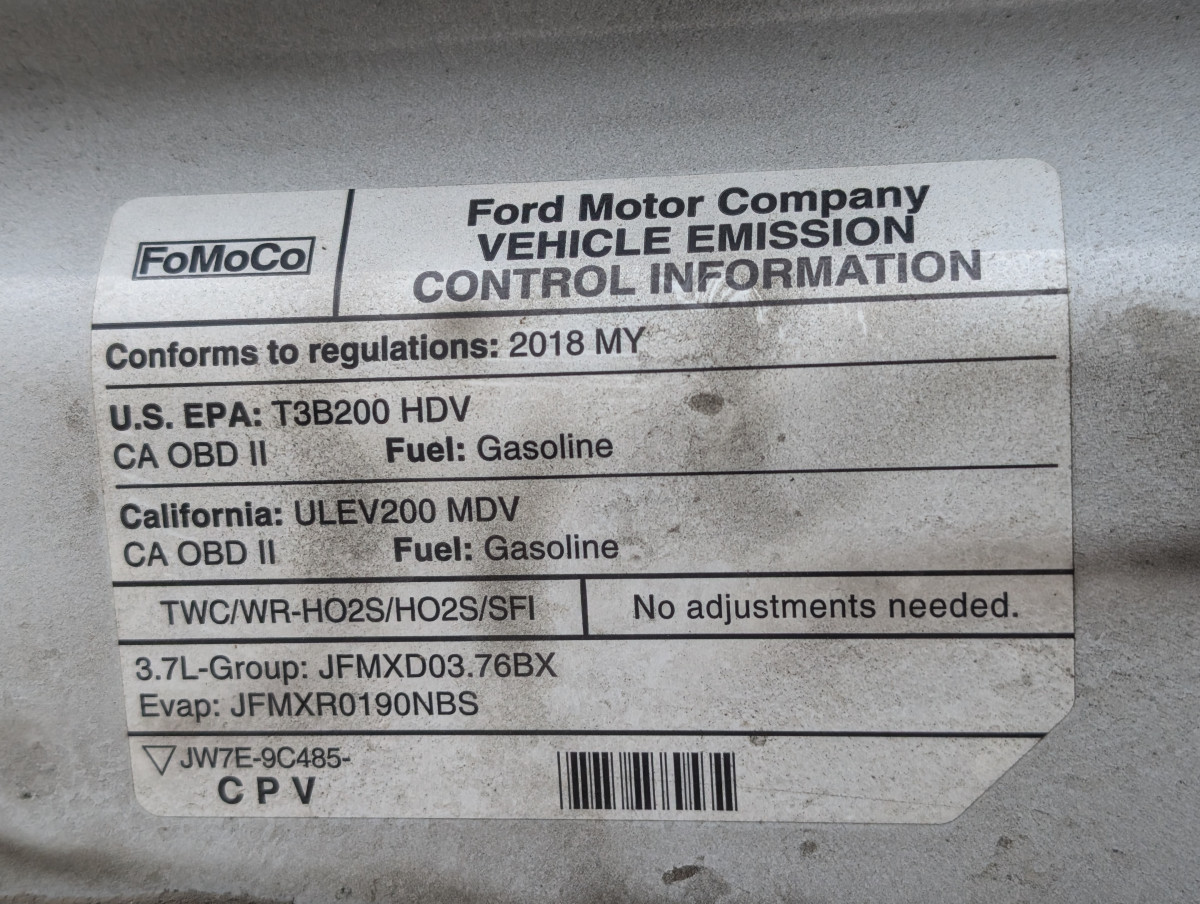 FoMoCo
Ford Motor Company
VEHICLE EMISSION
CONTROL INFORMATION
Conforms to regulations: 2018 MY
U.S. EPA: T3B200 HDV
CA OBD II Fuel: Gasoline
California: ULEV200 MDV
CA OBD II Fuel: Gasoline
TWC/WR-HO2S/HO2S/SFI
No adjustments needed.
3.7L-Group: JFMXD03.76BX
Evap: JFMXR0190NBS
JW7E-9C485-
C P V